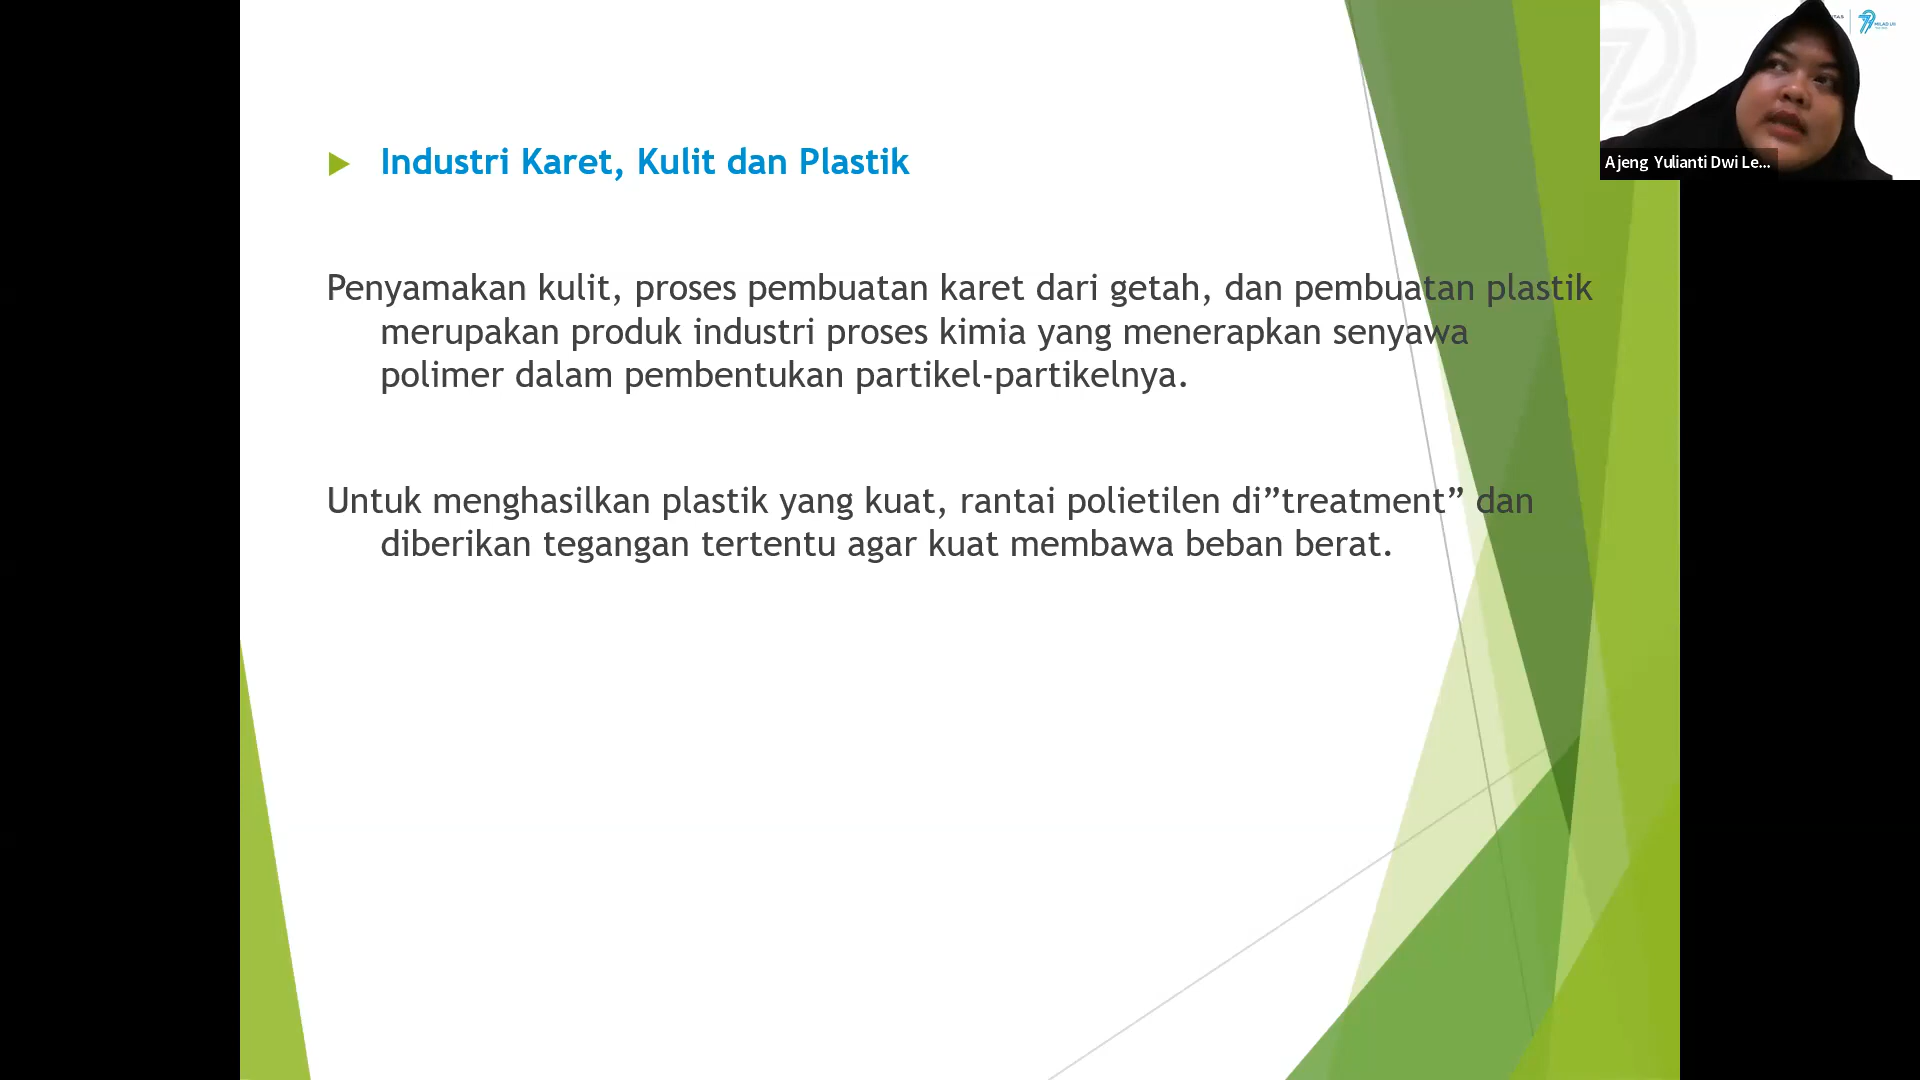 Industri Karet, Kulit dan Plastik
Penyamakan kulit, proses pembuatan karet dari getah, dan pembuatan plastik
merupakan produk industri proses kimia yang menerapkan senyawa
polimer dalam pembentukan partikel-partikelnya.
Untuk menghasilkan plastik yang kuat, rantai polietilen di”treatment” dan
diberikan tegangan tertentu agar kuat membawa beban berat.
Ajeng Yulianti Dwi Le...